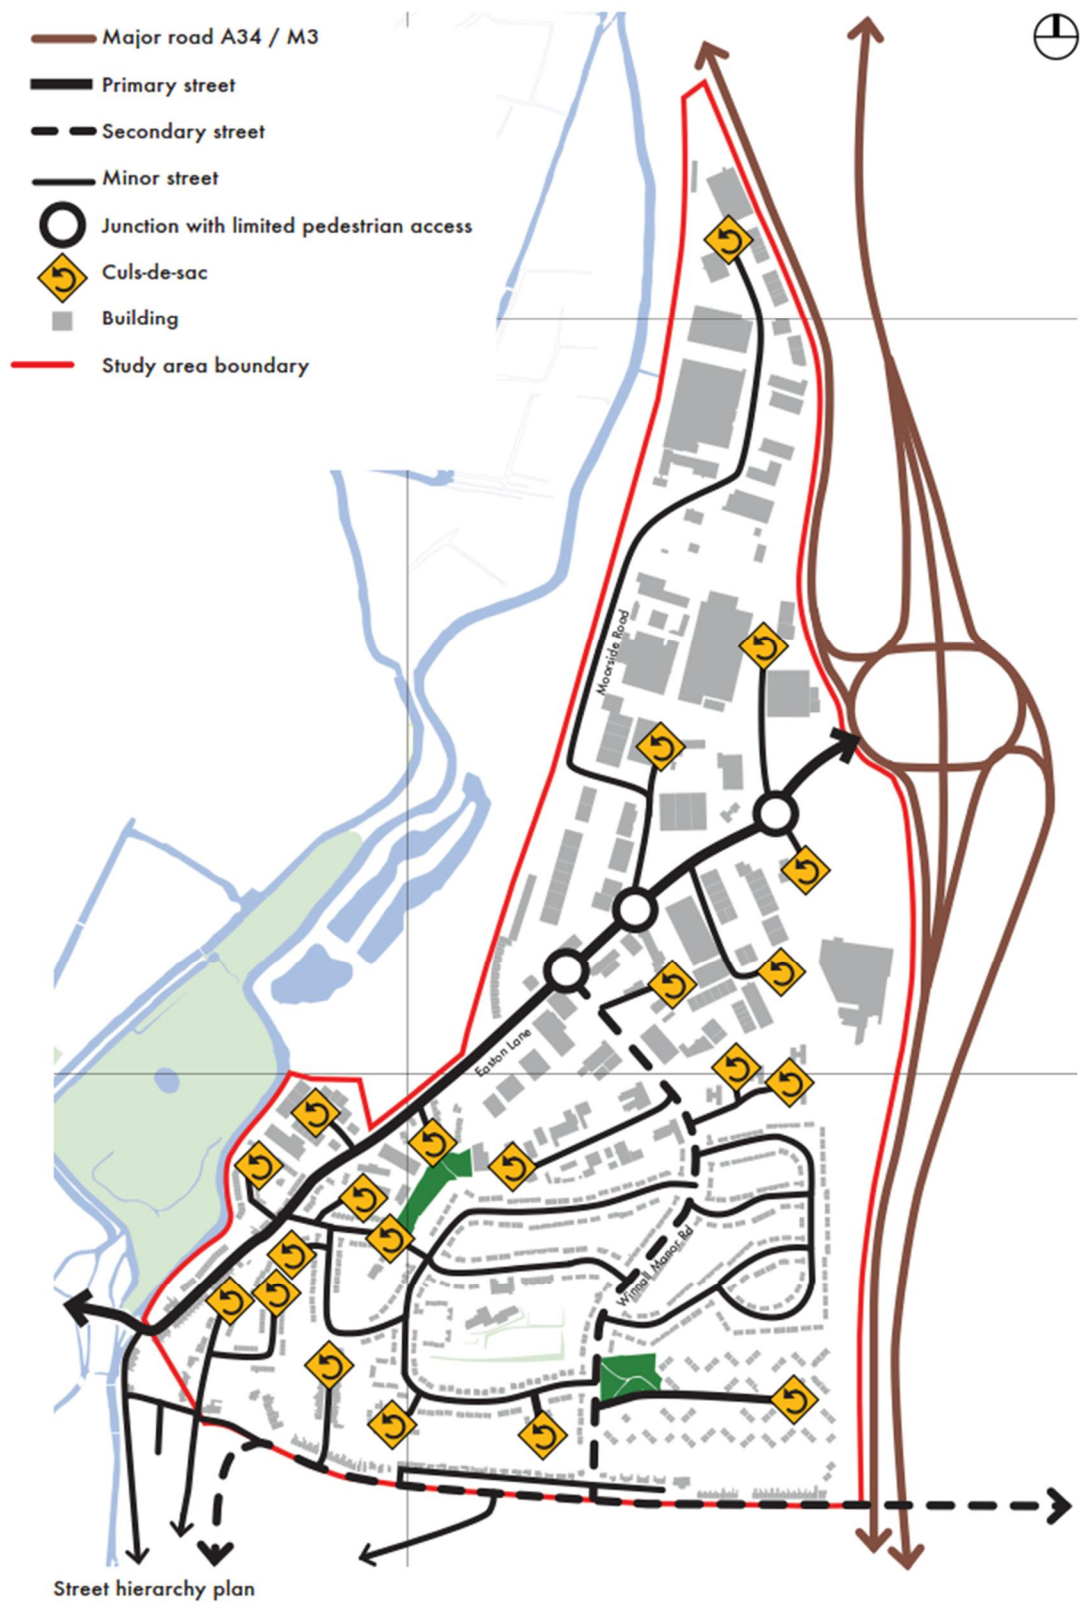 Major road A34 / M3
Primary street
Secondary street
Minor street
Junction with limited pedestrian access
Culs-de-sac
Building
Study area boundary
Moorside Road
Easton Lane
Winnall Manor Rd
Street hierarchy plan